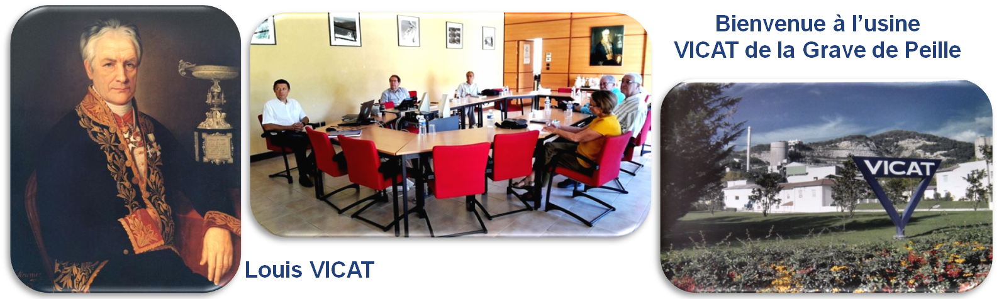 Bienvenue à l’usine
VICAT de la Grave de Peille
VICAT
Louis VICAT